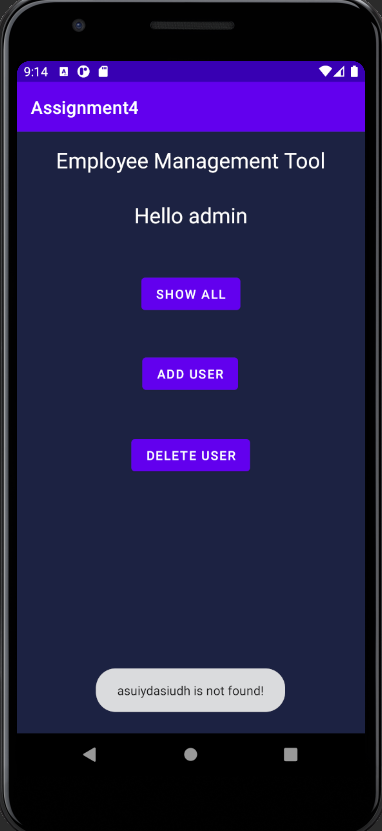 9:14
Assignment4
Employee Management Tool
Hello admin
SHOW ALL
ADD USER
DELETE USER
asuiydasiudh is not found!